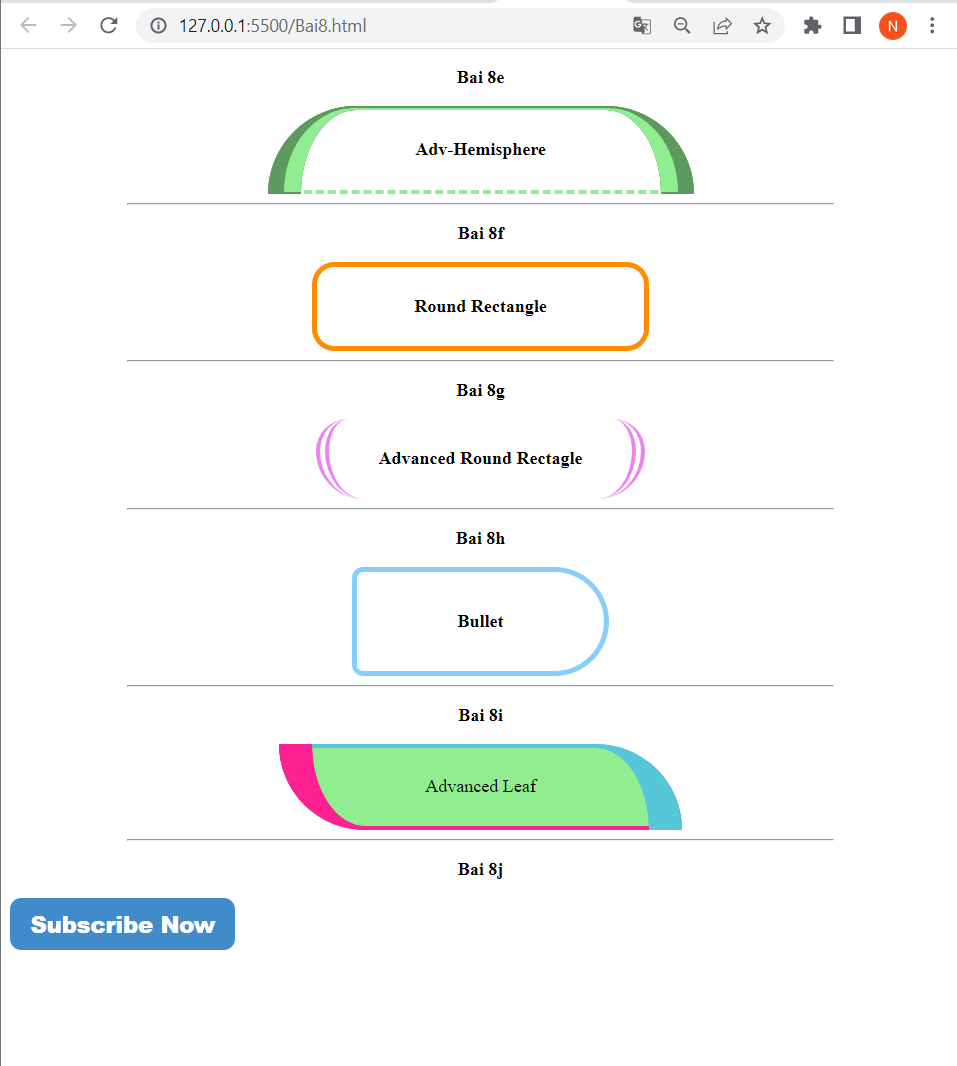 127.0.0.1:5500/Bai8.html
N
Bai 8e
Adv-Hemisphere
Bai 8f
Round Rectangle
Bai 8g
Advanced Round Rectagle
Bai 8h
Bullet
Bai 8i
Advanced Leaf
Bai 8j
Subscribe Now